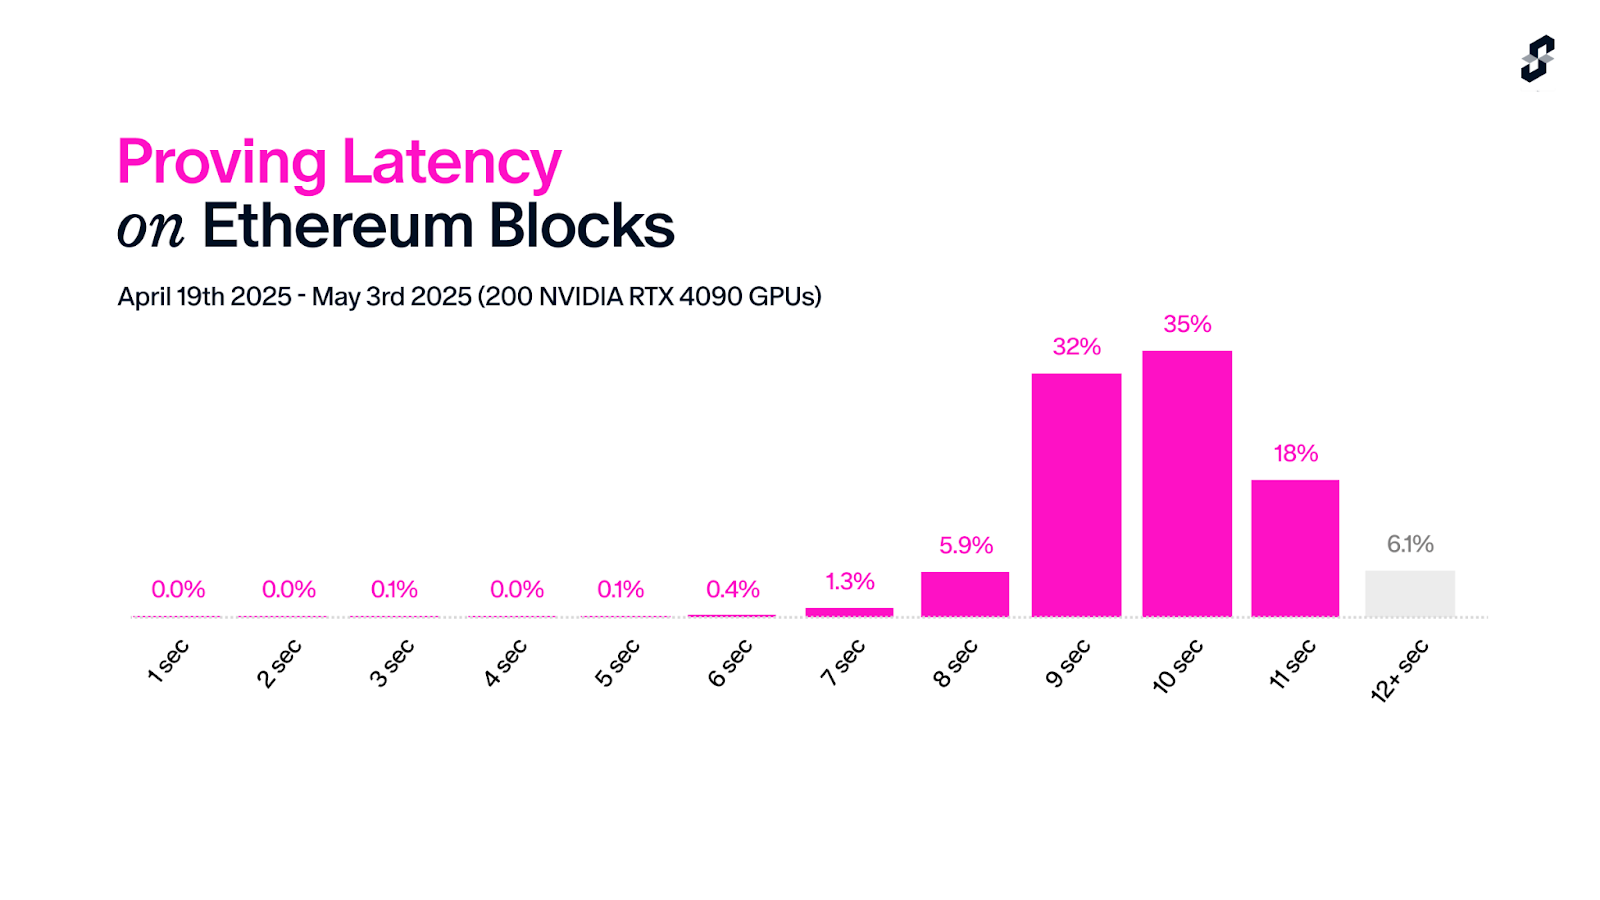 Proving Latency
on Ethereum Blocks
April 19th 2025 - May 3rd 2025 (200 NVIDIA RTX 4090 GPUs)
0.0%
0.0%
0.1%
0.0%
0.1%
0.4%
1.3%
5.9%
32%
35%
18%
6.1%
1 sec
2 sec
3 sec
4 sec
5 sec
6 sec
7 sec
8 sec
9 sec
10 sec
11 sec
12+ sec